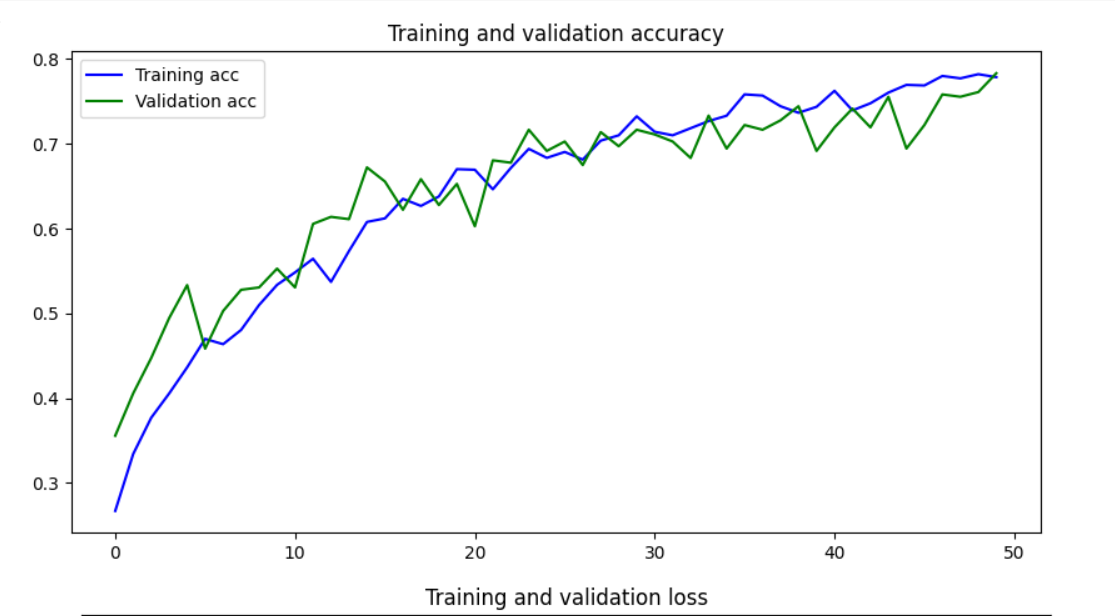 Training and validation accuracy
Training acc
Validation acc
0.8
0.7
0.6
0.5
0.4
0.3
0 10 20 30 40 50
Training and validation loss